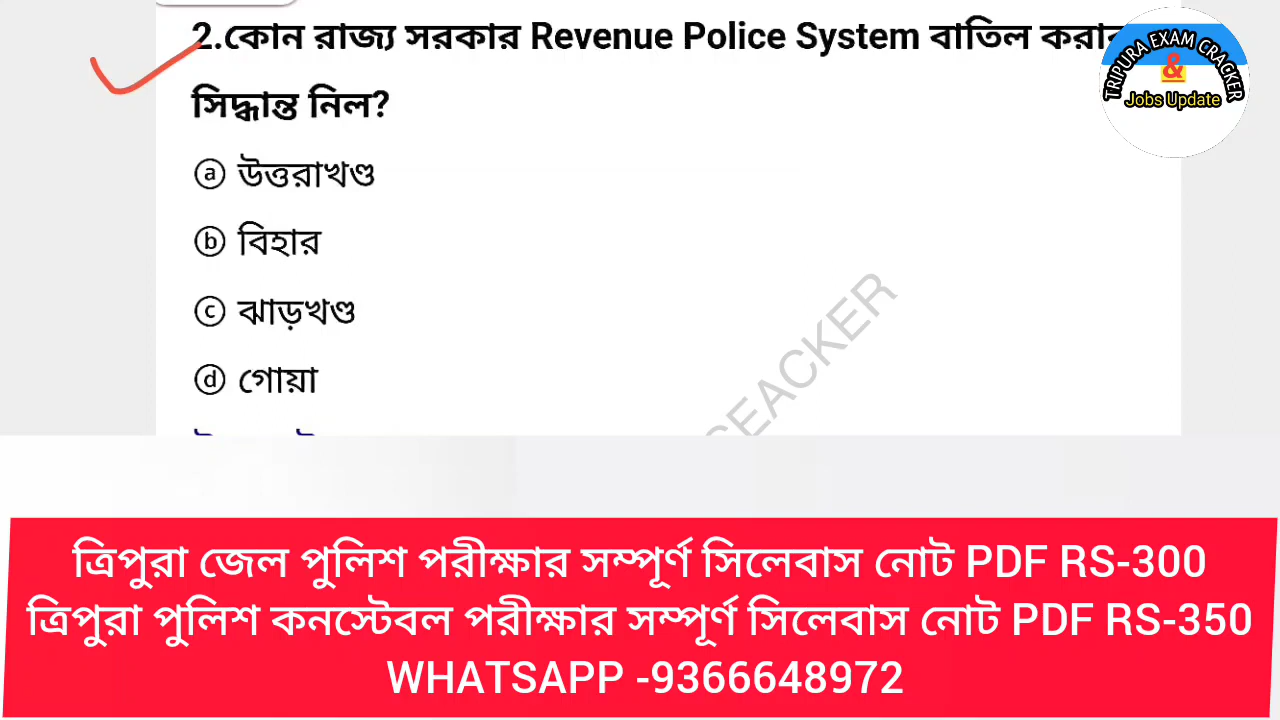 2.কোন রাজ্য সরকার Revenue Police System বাতিল করার
সিদ্ধান্ত নিল?
ⓐ উত্তরাখণ্ড
ⓑ বিহার
ⓒ ঝাড়খণ্ড
ⓓ গোয়া
TRIPURA EXAM CRACKER
&
Jobs Update
ত্রিপুরা জেল পুলিশ পরীক্ষার সম্পূর্ণ সিলেবাস নোট PDF RS-300
ত্রিপুরা পুলিশ কনস্টেবল পরীক্ষার সম্পূর্ণ সিলেবাস নোট PDF RS-350
WHATSAPP -9366648972